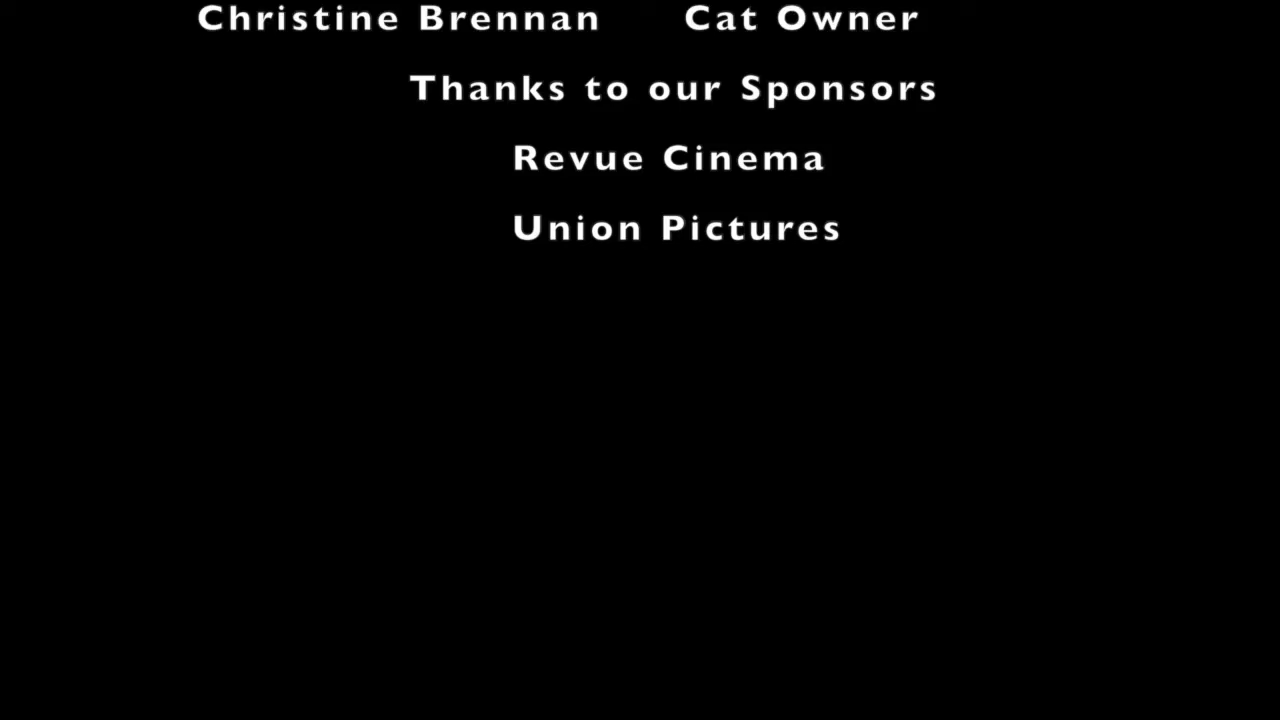 Christine Brennan Cat Owner
Thanks to our Sponsors
Revue Cinema
Union Pictures